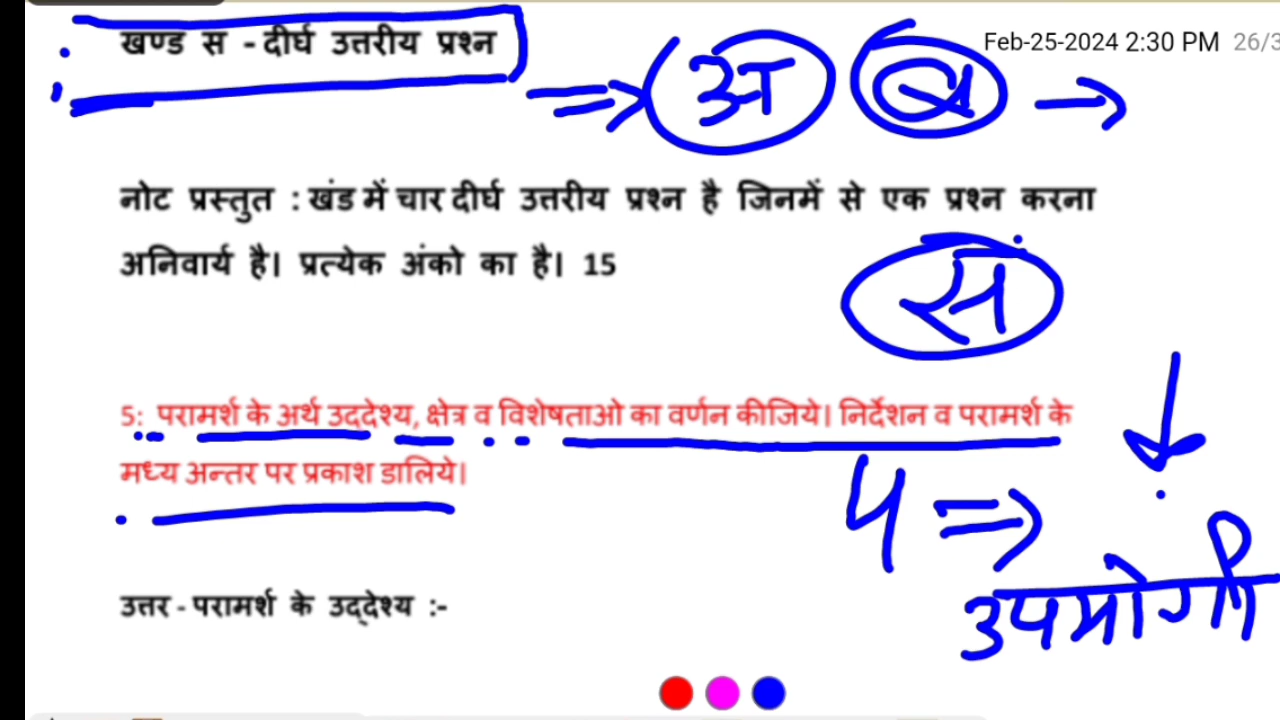 खण्ड स - दीर्घ उत्तरीय प्रश्न
Feb-25-2024 2:30 PM 26/3
अ ब
नोट प्रस्तुत : खंड में चार दीर्घ उत्तरीय प्रश्न है जिनमें से एक प्रश्न करना
अनिवार्य है। प्रत्येक अंको का है। 15
स
5: परामर्श के अर्थ उद्देश्य, क्षेत्र व विशेषताओ का वर्णन कीजिये। निर्देशन व परामर्श के
मध्य अन्तर पर प्रकाश डालिये।
4
उपयोगी
उत्तर - परामर्श के उद्देश्य :-